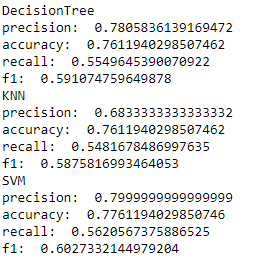 DecisionTree
precision:  0.7805836139169472
accuracy:  0.7611940298507462
recall:  0.5549645390070922
f1:  0.591074759649878
KNN
precision:  0.6833333333333332
accuracy:  0.7611940298507462
recall:  0.5481678486997635
f1:  0.5875816993464053
SVM
precision:  0.7999999999999999
accuracy:  0.7761194029850746
recall:  0.5620567375886525
f1:  0.6027332144979204